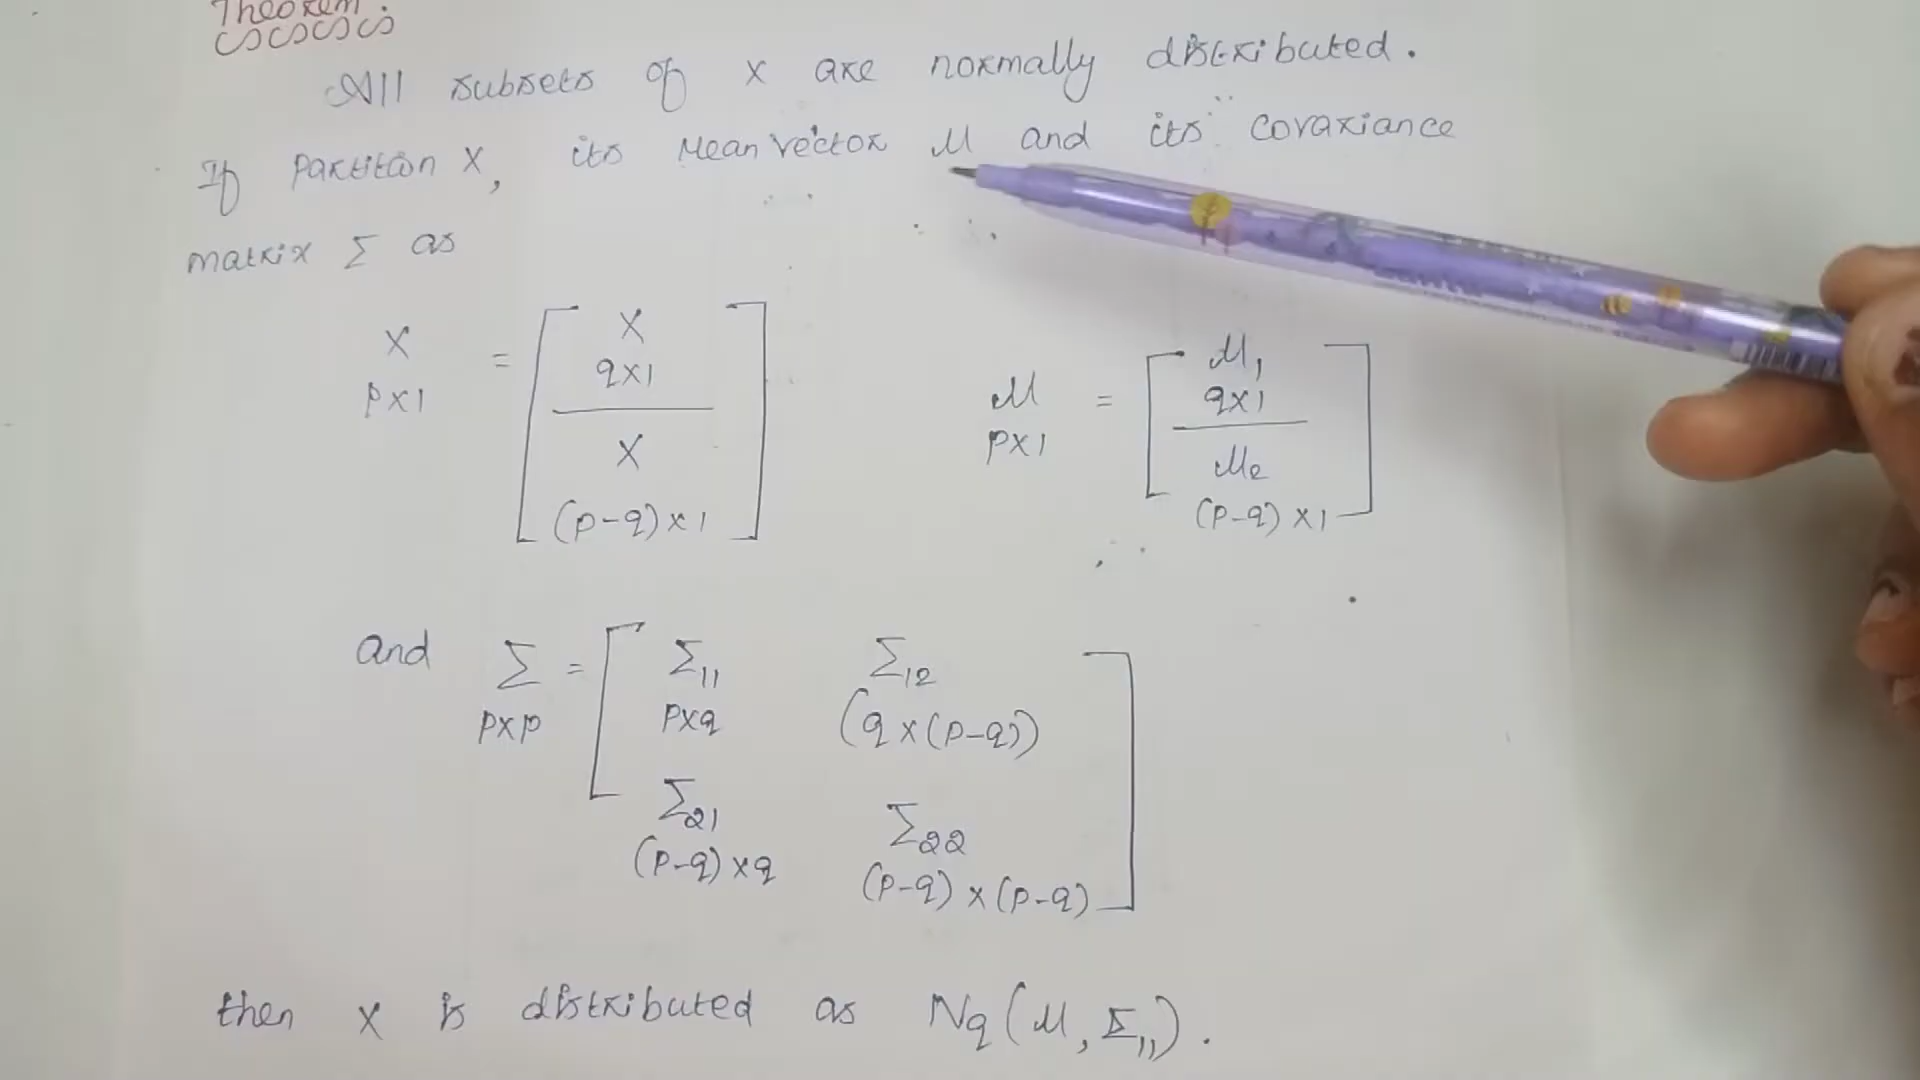 Theorem:
All subsets of X are normally distributed.
If Partition X, its Mean vector μ and its covariance
matrix Σ as
X p×1 = [ X q×1 / X (p-q)×1 ]    μ p×1 = [ μ1 q×1 / μ2 (p-q)×1 ]
and Σ p×p = [ Σ11 p×q    Σ12 (q×(p-q))
Σ21 (p-q)×q    Σ22 (p-q)×(p-q) ]
then X is distributed as Nq(μ, Σ11).